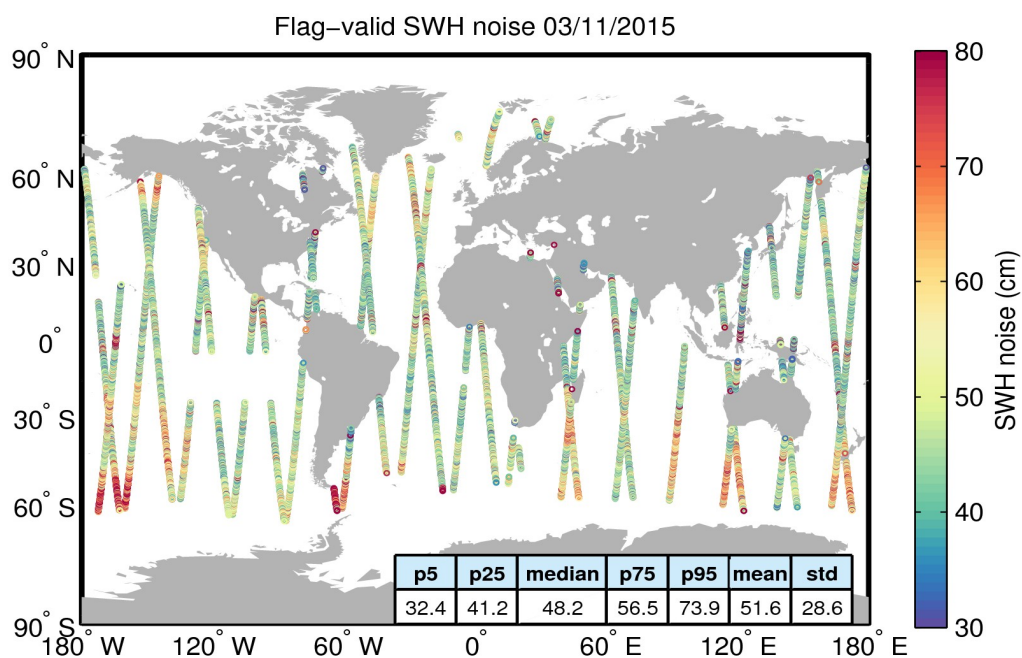 Flag−valid SWH noise 03/11/2015
90° N
60° N
30° N
0°
30° S
60° S
90° S
180° W
120° W
60° W
0°
60° E
120° E
180° E
80
70
60
50
40
30
SWH noise (cm)
p5 p25 median p75 p95 mean std
32.4 41.2 48.2 56.5 73.9 51.6 28.6